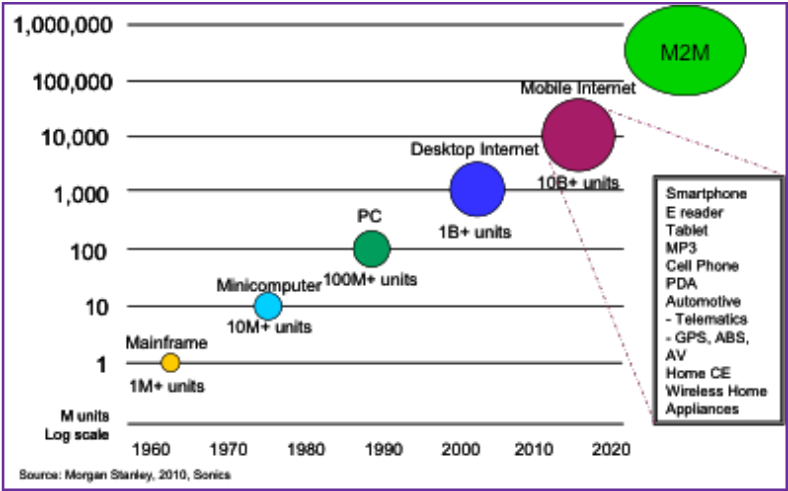 1,000,000
M2M
100,000
Mobile Internet
10,000
Desktop Internet
10B+ units
1,000
PC
1B+ units
100
100M+ units
Minicomputer
10
10M+ units
Mainframe
1
1M+ units
M units
Log scale
1960 1970 1980 1990 2000 2010 2020
Smartphone
E reader
Tablet
MP3
Cell Phone
PDA
Automotive
- Telematics
- GPS, ABS,
AV
Home CE
Wireless Home
Appliances
Source: Morgan Stanley, 2010, Sonics